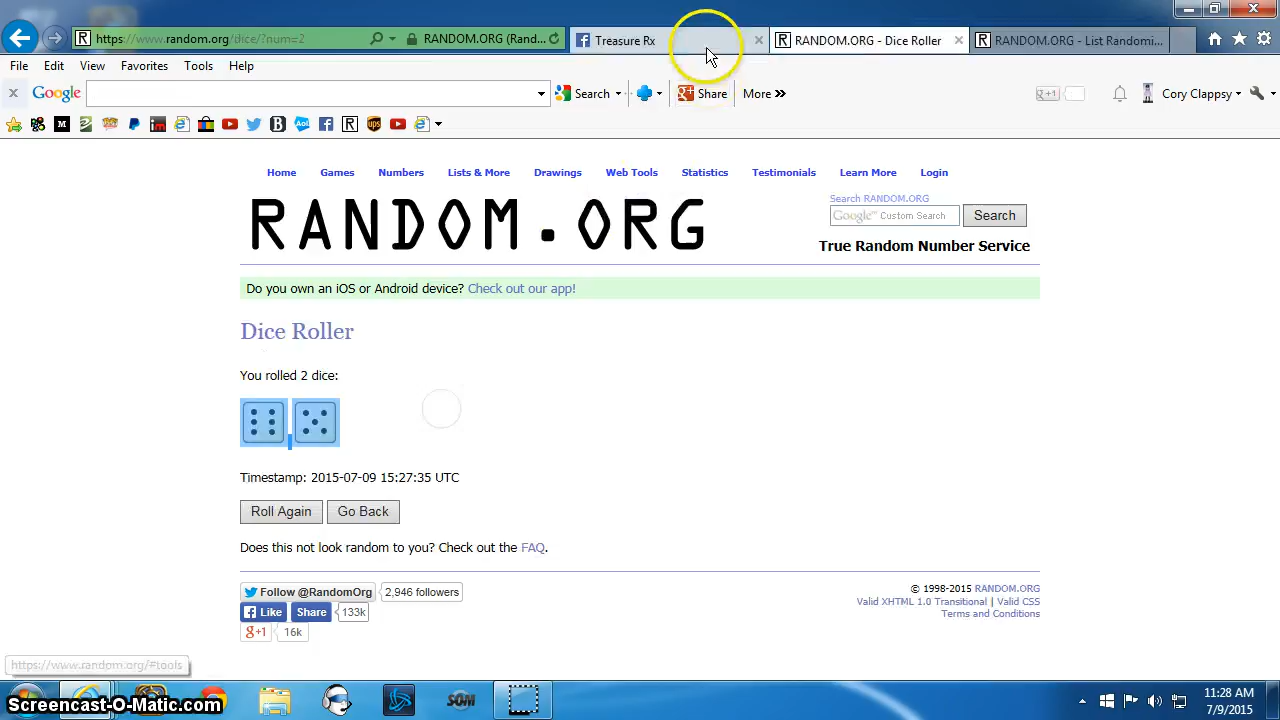 https://www.random.org/dice/?num=2
RANDOM.ORG (Rand...
Treasure Rx
RANDOM.ORG - Dice Roller
RANDOM.ORG - List Randomi...
File Edit View Favorites Tools Help
Google
Search
Share
More »
+1
Cory Clappsy
Home Games Numbers Lists & More Drawings Web Tools Statistics Testimonials Learn More Login
RANDOM.ORG
Search RANDOM.ORG
Google™ Custom Search
Search
True Random Number Service
Do you own an iOS or Android device? Check out our app!
Dice Roller
You rolled 2 dice:
Timestamp: 2015-07-09 15:27:35 UTC
Roll Again Go Back
Does this not look random to you? Check out the FAQ.
Follow @RandomOrg 2,946 followers
Like Share 133k
g+1 16k
© 1998-2015 RANDOM.ORG
Valid XHTML 1.0 Transitional | Valid CSS
Terms and Conditions
https://www.random.org/#tools
Screencast-O-Matic.com
SOM
11:28 AM
7/9/2015